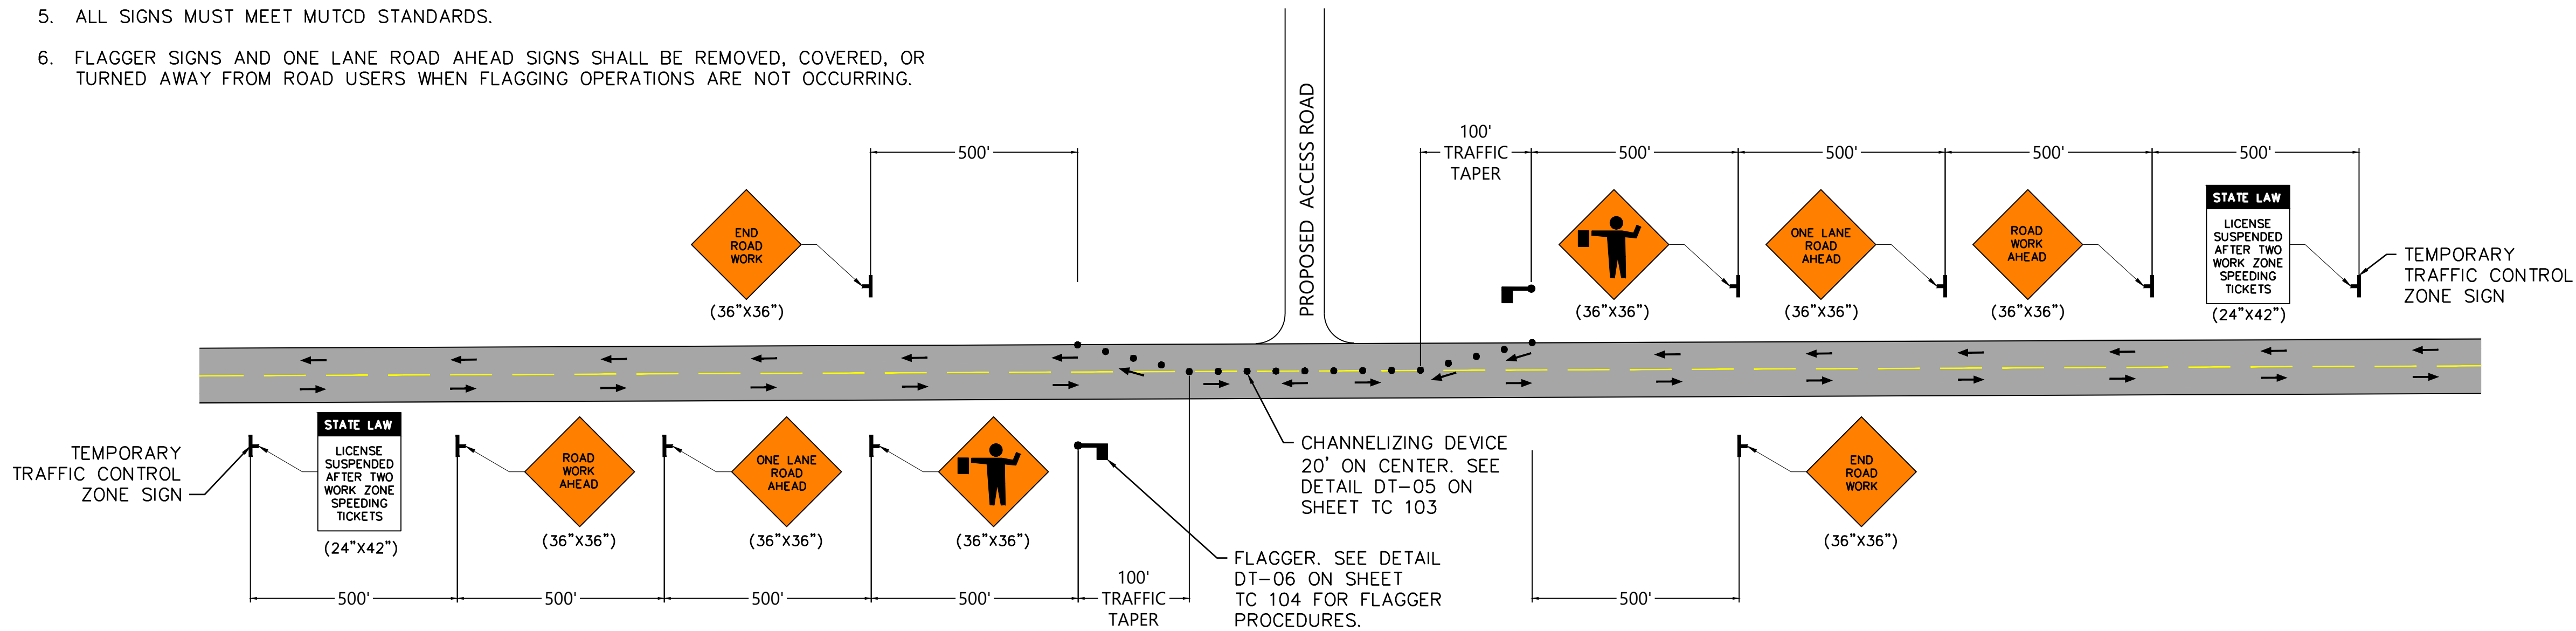 5. ALL SIGNS MUST MEET MUTCD STANDARDS.
6. FLAGGER SIGNS AND ONE LANE ROAD AHEAD SIGNS SHALL BE REMOVED, COVERED, OR
TURNED AWAY FROM ROAD USERS WHEN FLAGGING OPERATIONS ARE NOT OCCURRING.
PROPOSED ACCESS ROAD
500'
100'
TRAFFIC
TAPER
500'
500'
500'
500'
END
ROAD
WORK
(36"X36")
(36"X36")
ONE LANE
ROAD
AHEAD
(36"X36")
ROAD
WORK
AHEAD
(36"X36")
STATE LAW
LICENSE
SUSPENDED
AFTER TWO
WORK ZONE
SPEEDING
TICKETS
(24"X42")
TEMPORARY
TRAFFIC CONTROL
ZONE SIGN
TEMPORARY
TRAFFIC CONTROL
ZONE SIGN
STATE LAW
LICENSE
SUSPENDED
AFTER TWO
WORK ZONE
SPEEDING
TICKETS
(24"X42")
ROAD
WORK
AHEAD
(36"X36")
ONE LANE
ROAD
AHEAD
(36"X36")
(36"X36")
CHANNELIZING DEVICE
20' ON CENTER. SEE
DETAIL DT-05 ON
SHEET TC 103
FLAGGER. SEE DETAIL
DT-06 ON SHEET
TC 104 FOR FLAGGER
PROCEDURES.
END
ROAD
WORK
(36"X36")
500'
500'
500'
500'
100'
TRAFFIC
TAPER
500'